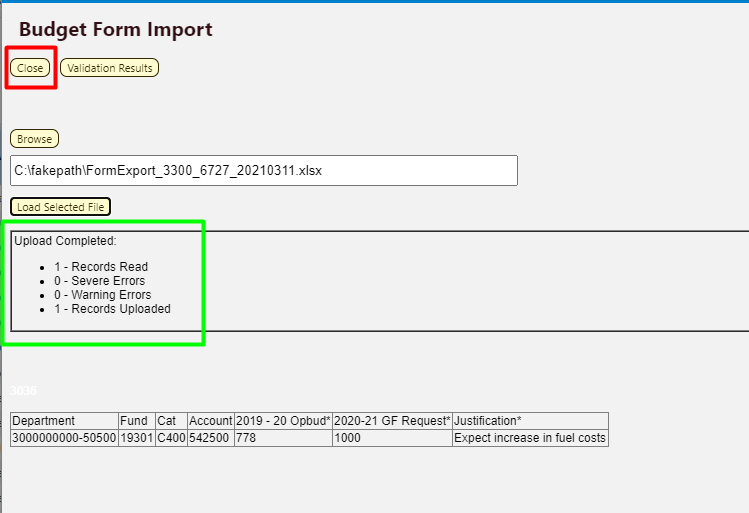 Budget Form Import
Close Validation Results
Browse
C:\fakepath\FormExport_3300_6727_20210311.xlsx
Load Selected File
Upload Completed:
1 - Records Read
0 - Severe Errors
0 - Warning Errors
1 - Records Uploaded
3036
Department Fund Cat Account 2019 - 20 Opbud* 2020-21 GF Request* Justification*
3000000000-50500 19301 C400 542500 778 1000 Expect increase in fuel costs